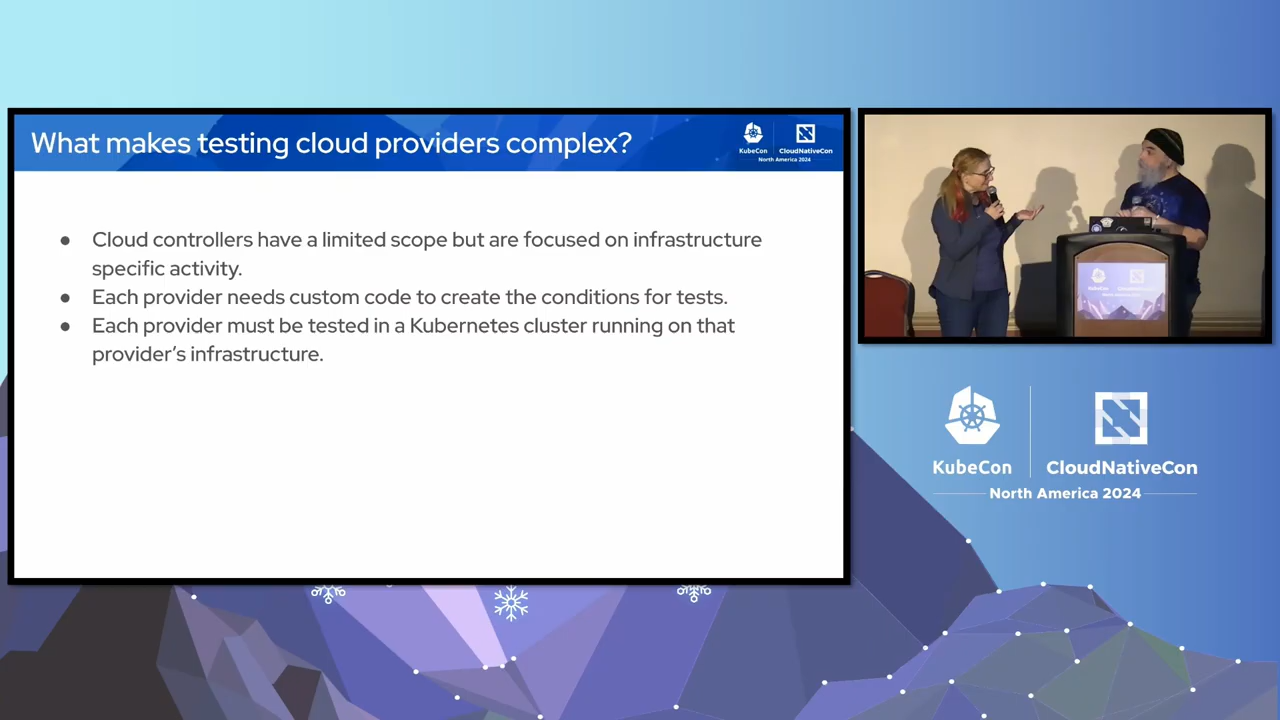 What makes testing cloud providers complex?
KubeCon
CloudNativeCon
North America 2024
● Cloud controllers have a limited scope but are focused on infrastructure
specific activity.
● Each provider needs custom code to create the conditions for tests.
● Each provider must be tested in a Kubernetes cluster running on that
provider's infrastructure.
KubeCon
CloudNativeCon
North America 2024